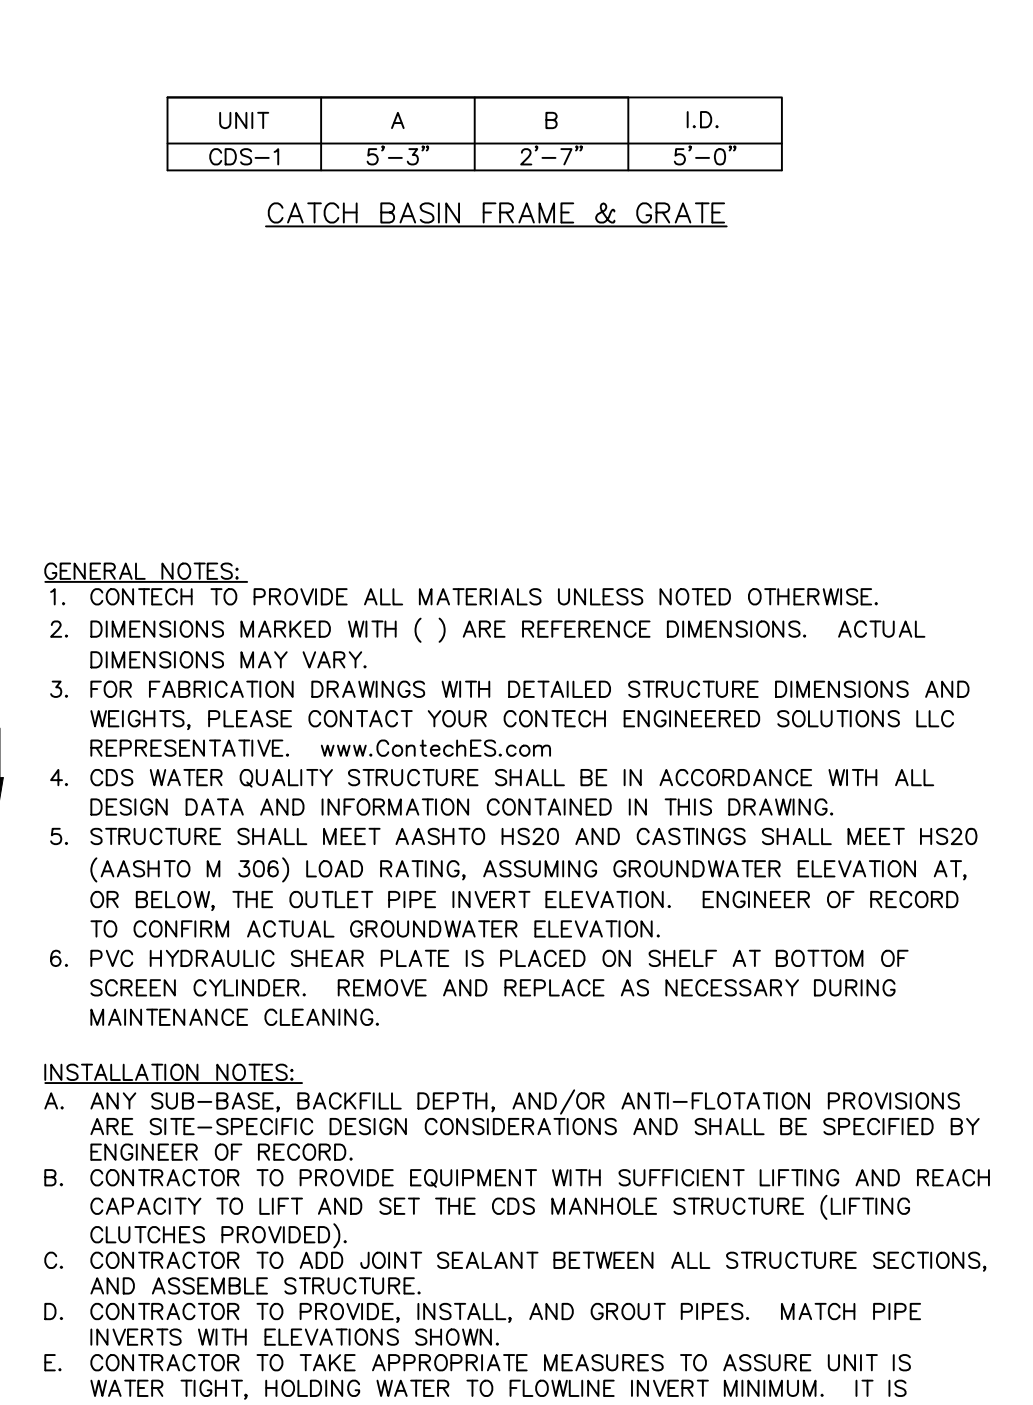 UNIT A B I.D.
CDS-1 5'-3" 2'-7" 5'-0"
CATCH BASIN FRAME & GRATE
GENERAL NOTES:
1. CONTECH TO PROVIDE ALL MATERIALS UNLESS NOTED OTHERWISE.
2. DIMENSIONS MARKED WITH ( ) ARE REFERENCE DIMENSIONS. ACTUAL
DIMENSIONS MAY VARY.
3. FOR FABRICATION DRAWINGS WITH DETAILED STRUCTURE DIMENSIONS AND
WEIGHTS, PLEASE CONTACT YOUR CONTECH ENGINEERED SOLUTIONS LLC
REPRESENTATIVE. www.ContechES.com
4. CDS WATER QUALITY STRUCTURE SHALL BE IN ACCORDANCE WITH ALL
DESIGN DATA AND INFORMATION CONTAINED IN THIS DRAWING.
5. STRUCTURE SHALL MEET AASHTO HS20 AND CASTINGS SHALL MEET HS20
(AASHTO M 306) LOAD RATING, ASSUMING GROUNDWATER ELEVATION AT,
OR BELOW, THE OUTLET PIPE INVERT ELEVATION. ENGINEER OF RECORD
TO CONFIRM ACTUAL GROUNDWATER ELEVATION.
6. PVC HYDRAULIC SHEAR PLATE IS PLACED ON SHELF AT BOTTOM OF
SCREEN CYLINDER. REMOVE AND REPLACE AS NECESSARY DURING
MAINTENANCE CLEANING.
INSTALLATION NOTES:
A. ANY SUB-BASE, BACKFILL DEPTH, AND/OR ANTI-FLOTATION PROVISIONS
ARE SITE-SPECIFIC DESIGN CONSIDERATIONS AND SHALL BE SPECIFIED BY
ENGINEER OF RECORD.
B. CONTRACTOR TO PROVIDE EQUIPMENT WITH SUFFICIENT LIFTING AND REACH
CAPACITY TO LIFT AND SET THE CDS MANHOLE STRUCTURE (LIFTING
CLUTCHES PROVIDED).
C. CONTRACTOR TO ADD JOINT SEALANT BETWEEN ALL STRUCTURE SECTIONS,
AND ASSEMBLE STRUCTURE.
D. CONTRACTOR TO PROVIDE, INSTALL, AND GROUT PIPES. MATCH PIPE
INVERTS WITH ELEVATIONS SHOWN.
E. CONTRACTOR TO TAKE APPROPRIATE MEASURES TO ASSURE UNIT IS
WATER TIGHT, HOLDING WATER TO FLOWLINE INVERT MINIMUM. IT IS